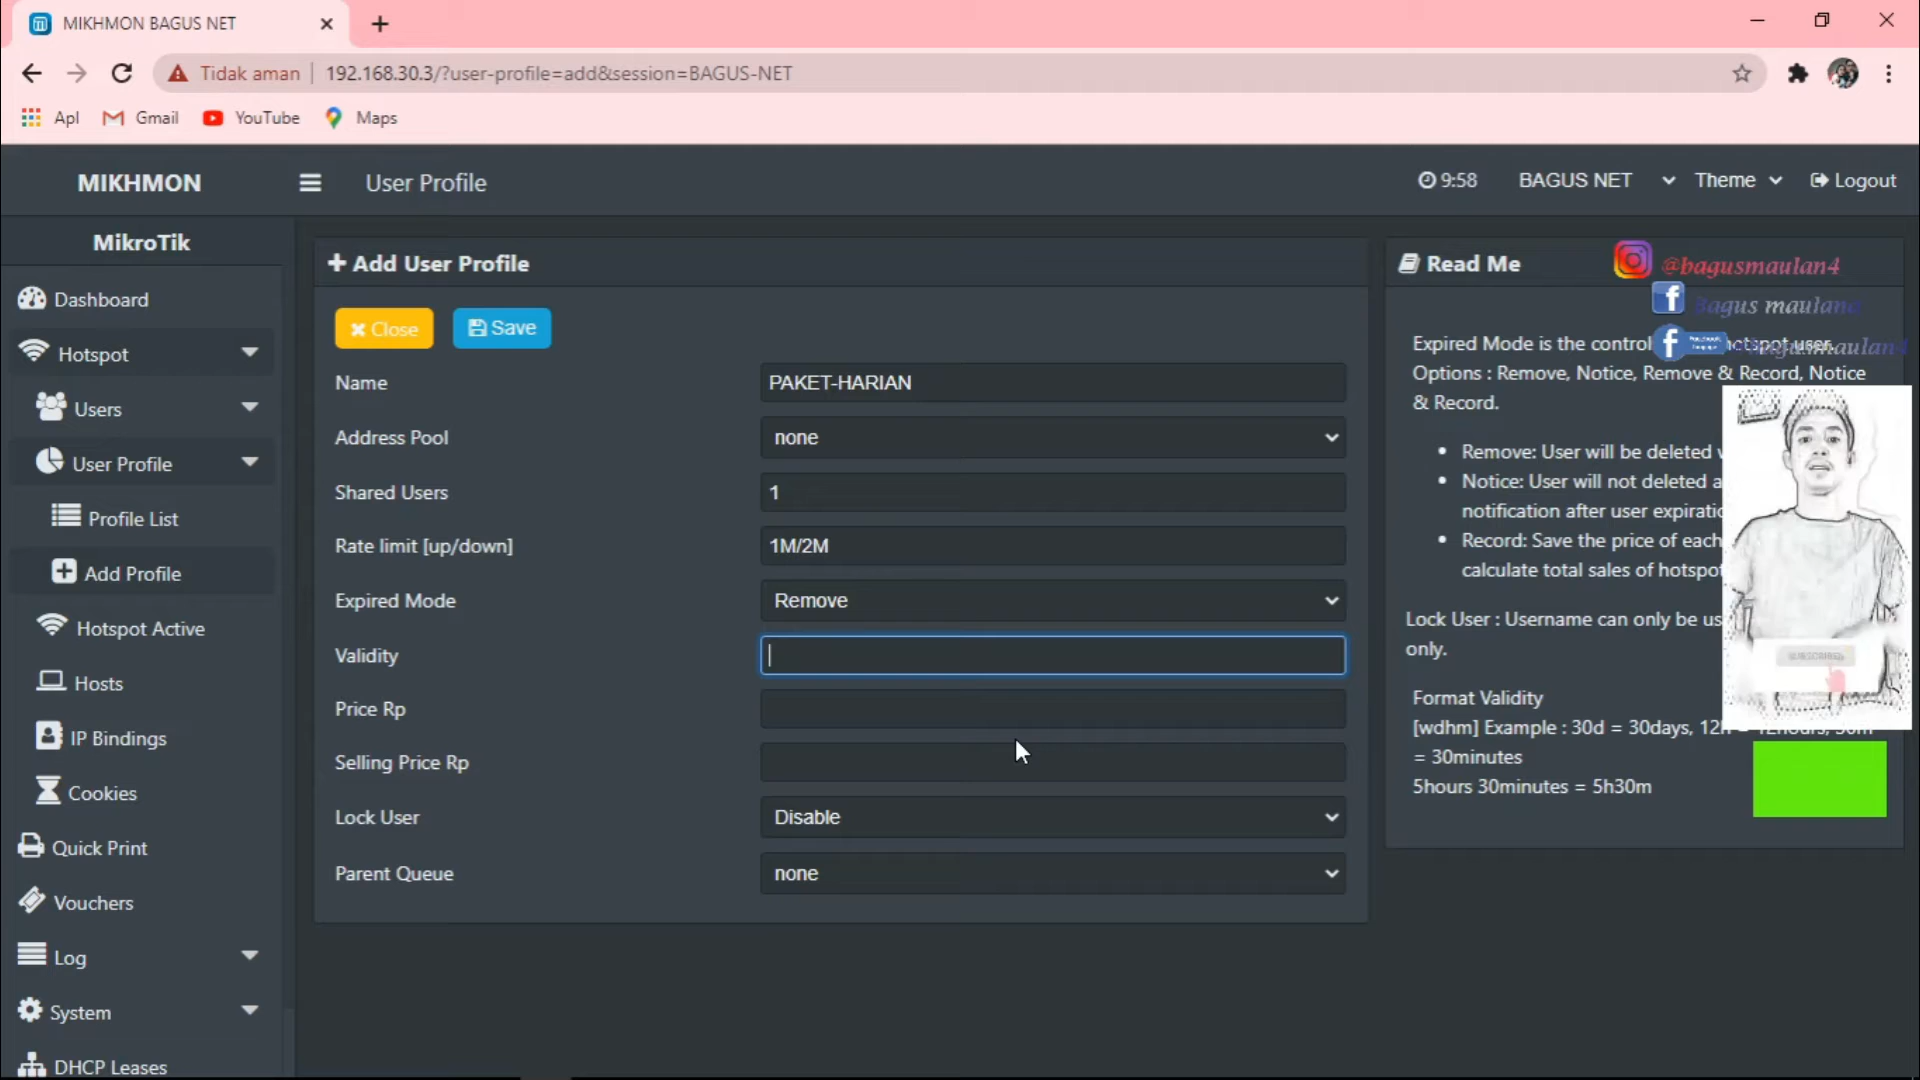 MIKHMON BAGUS NET
Tidak aman
192.168.30.3/?user-profile=add&session=BAGUS-NET
Apl
Gmail
YouTube
Maps
MIKHMON
User Profile
9:58
BAGUS NET
Theme
Logout
MikroTik
Dashboard
Hotspot
Users
User Profile
Profile List
Add Profile
Hotspot Active
Hosts
IP Bindings
Cookies
Quick Print
Vouchers
Log
System
DHCP Leases
Add User Profile
Close
Save
Name
PAKET-HARIAN
Address Pool
none
Shared Users
1
Rate limit [up/down]
1M/2M
Expired Mode
Remove
Validity
Price Rp
Selling Price Rp
Lock User
Disable
Parent Queue
none
Read Me
@bagusmaulan4
Bagus maulana
Expired Mode is the control hotspot user.
Options : Remove, Notice, Remove & Record, Notice
& Record.
Remove: User will be deleted
Notice: User will not deleted
notification after user
Record: Save the price of each
calculate total sales of
Lock User : Username can only be
only.
Format Validity
[wdhm] Example : 30d = 30days,
= 30minutes
5hours 30minutes = 5h30m